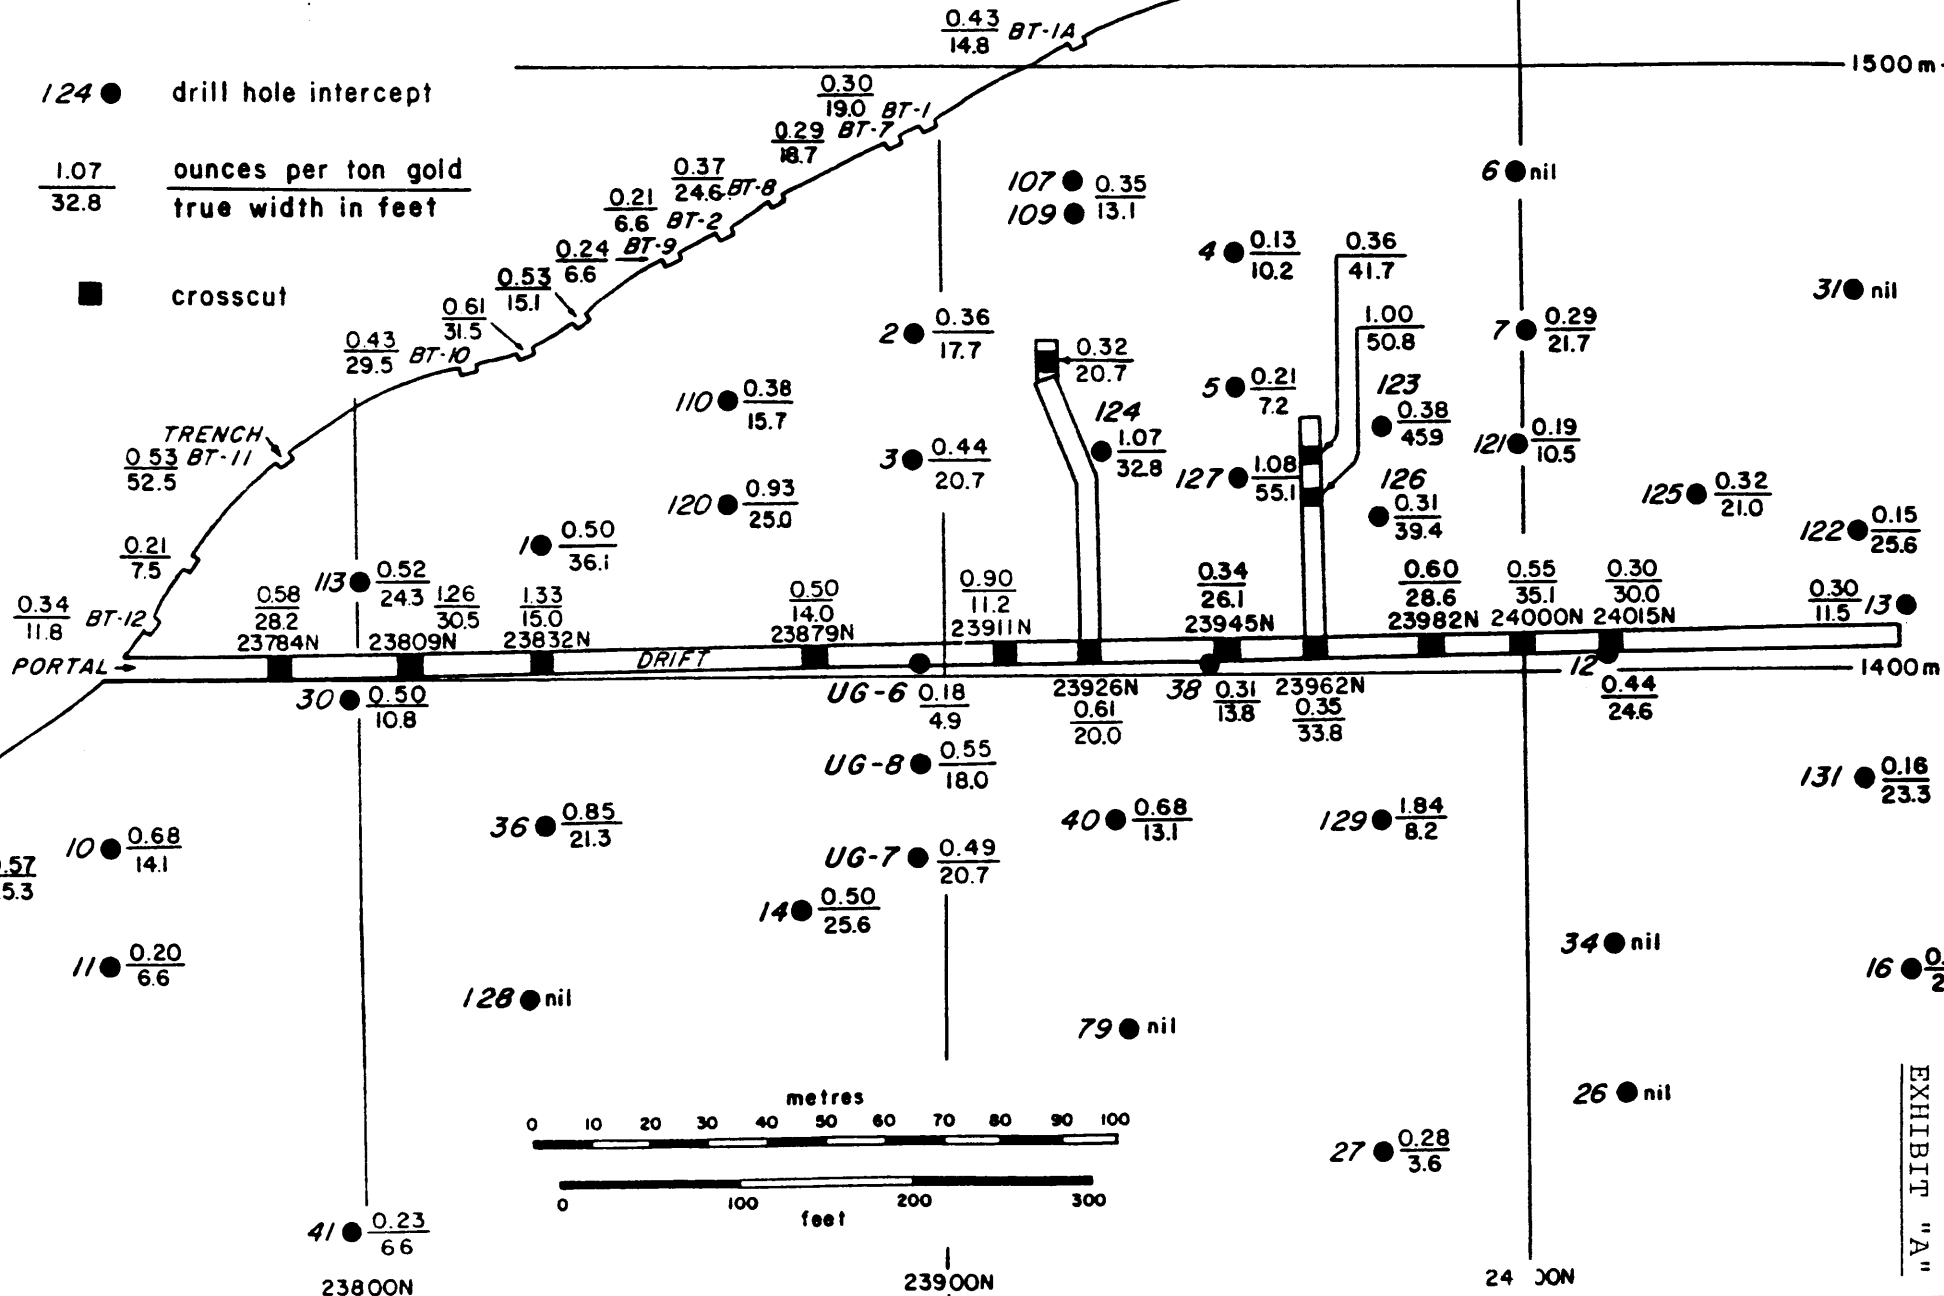 0.43
14.8 BT-1A
1500m
124 drill hole intercept
0.30
19.0 BT-1
0.29
18.7 BT-7
1.07
32.8
ounces per ton gold
true width in feet
0.37
24.6 BT-8
0.21
6.6 BT-2
0.24
6.6 BT-9
crosscut
0.53
15.1
0.61
31.5
0.43
29.5 BT-10
107
109
0.35
13.1
6 nil
4 0.13
10.2
0.36
41.7
31 nil
2 0.36
17.7
1.00
50.8
7 0.29
21.7
0.32
20.7
110 0.38
15.7
5 0.21
7.2
123
0.38
45.9
124
1.07
32.8
121 0.19
10.5
TRENCH
0.53 BT-11
52.5
3 0.44
20.7
127 1.08
55.1
126
0.31
39.4
125 0.32
21.0
120 0.93
25.0
122 0.15
25.6
1 0.50
36.1
0.21
7.5
113 0.52
24.3
0.34
11.8 BT-12
0.58
28.2
23784N
1.26
30.5
23809N
1.33
15.0
23832N
0.50
14.0
23879N
0.90
11.2
23911N
0.34
26.1
23945N
0.60
28.6
23982N
0.55
35.1
24000N
0.30
30.0
24015N
0.30
11.5 13
PORTAL
DRIFT
1400m
30 0.50
10.8
UG-6 0.18
4.9
23926N
0.61
20.0
38 0.31
13.8
23962N
0.35
33.8
12
0.44
24.6
UG-8 0.55
18.0
131 0.16
23.3
36 0.85
21.3
40 0.68
13.1
129 1.84
8.2
10 0.68
14.1
.57
5.3
UG-7 0.49
20.7
14 0.50
25.6
11 0.20
6.6
34 nil
16 0.
2
128 nil
79 nil
26 nil
metres
0 10 20 30 40 50 60 70 80 90 100
0 100 200 300
feet
27 0.28
3.6
41 0.23
6 6
23800N
23900N
24 00N
EXHIBIT "A"